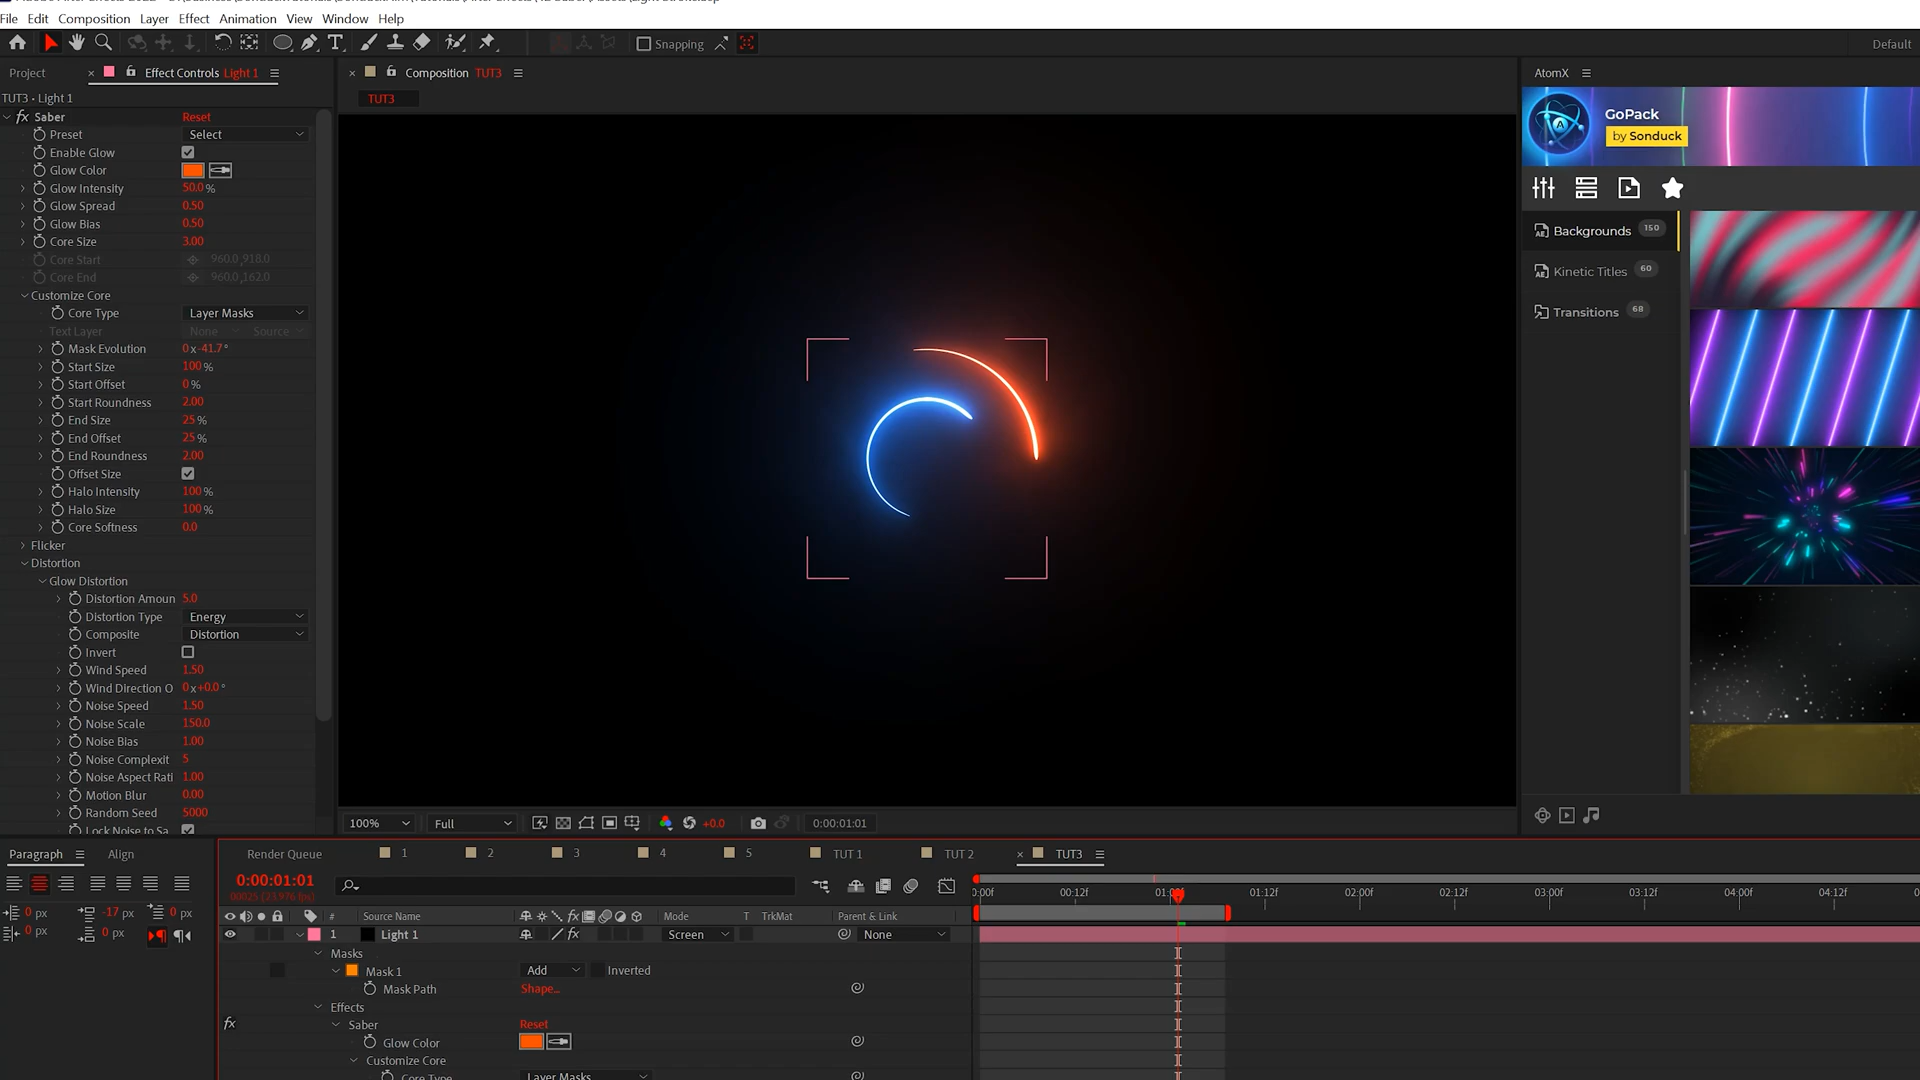 File Edit Composition Layer Effect Animation View Window Help
Snapping
Default
Project
Effect Controls Light 1
Composition TUT3
AtomX
TUT3 • Light 1
TUT3
fx Saber Reset
Preset Select
Enable Glow
Glow Color
Glow Intensity 50.0 %
Glow Spread 0.50
Glow Bias 0.50
Core Size 3.00
Core Start 960.0,918.0
Core End 960.0,162.0
Customize Core
Core Type Layer Masks
Text Layer None Source
Mask Evolution 0x-41.7°
Start Size 100 %
Start Offset 0 %
Start Roundness 2.00
End Size 25 %
End Offset 25 %
End Roundness 2.00
Offset Size
Halo Intensity 100 %
Halo Size 100 %
Core Softness 0.0
Flicker
Distortion
Glow Distortion
Distortion Amoun 5.0
Distortion Type Energy
Composite Distortion
Invert
Wind Speed 1.50
Wind Direction O 0x+0.0°
Noise Speed 1.50
Noise Scale 150.0
Noise Bias 1.00
Noise Complexit 5
Noise Aspect Rati 1.00
Motion Blur 0.00
Random Seed 5000
Lock Noise to Sa
GoPack
by Sonduck
Backgrounds 150
Kinetic Titles 60
Transitions 68
100% Full +0.0 0:00:01:01
Paragraph Align
0 px -17 px 0 px
0 px 0 px
Render Queue 1 2 3 4 5 TUT 1 TUT 2 TUT3
0:00:01:01
00025 (23.976 fps)
:00f 00:12f 01:00f 01:12f 02:00f 02:12f 03:00f 03:12f 04:00f 04:12f 0
# Source Name fx Mode T TrkMat Parent & Link
1 Light 1 fx Screen None
Masks
Mask 1 Add Inverted
Mask Path Shape...
Effects
fx Saber Reset
Glow Color
Customize Core
Core Type Layer Masks